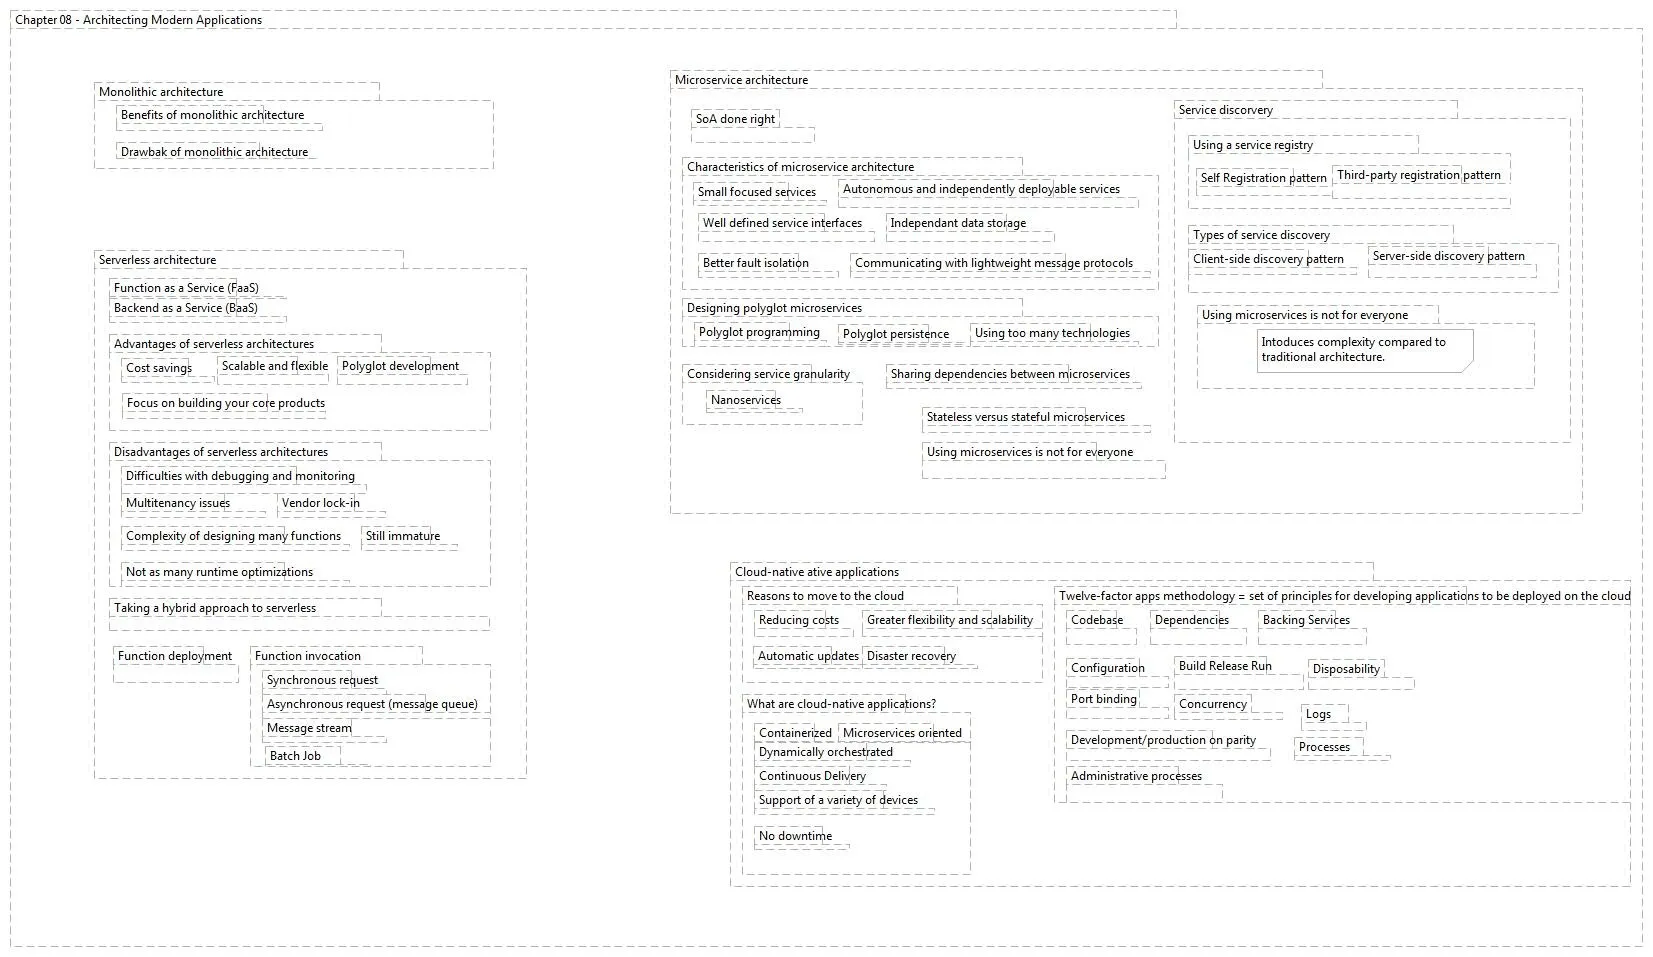 Chapter 08 - Architecting Modern Applications
Monolithic architecture
Benefits of monolithic architecture
Drawbak of monolithic architecture
Serverless architecture
Function as a Service (FaaS)
Backend as a Service (BaaS)
Advantages of serverless architectures
Cost savings
Scalable and flexible
Polyglot development
Focus on building your core products
Disadvantages of serverless architectures
Difficulties with debugging and monitoring
Multitenancy issues
Vendor lock-in
Complexity of designing many functions
Still immature
Not as many runtime optimizations
Taking a hybrid approach to serverless
Function deployment
Function invocation
Synchronous request
Asynchronous request (message queue)
Message stream
Batch Job
Microservice architecture
SoA done right
Characteristics of microservice architecture
Small focused services
Autonomous and independently deployable services
Well defined service interfaces
Independant data storage
Better fault isolation
Communicating with lightweight message protocols
Designing polyglot microservices
Polyglot programming
Polyglot persistence
Using too many technologies
Considering service granularity
Nanoservices
Sharing dependencies between microservices
Stateless versus stateful microservices
Using microservices is not for everyone
Service discorvery
Using a service registry
Self Registration pattern
Third-party registration pattern
Types of service discovery
Client-side discovery pattern
Server-side discovery pattern
Using microservices is not for everyone
Intoduces complexity compared to
traditional architecture.
Cloud-native ative applications
Reasons to move to the cloud
Reducing costs
Greater flexibility and scalability
Automatic updates
Disaster recovery
What are cloud-native applications?
Containerized
Microservices oriented
Dynamically orchestrated
Continuous Delivery
Support of a variety of devices
No downtime
Twelve-factor apps methodology = set of principles for developing applications to be deployed on the cloud
Codebase
Dependencies
Backing Services
Configuration
Build Release Run
Disposability
Port binding
Concurrency
Logs
Development/production on parity
Processes
Administrative processes